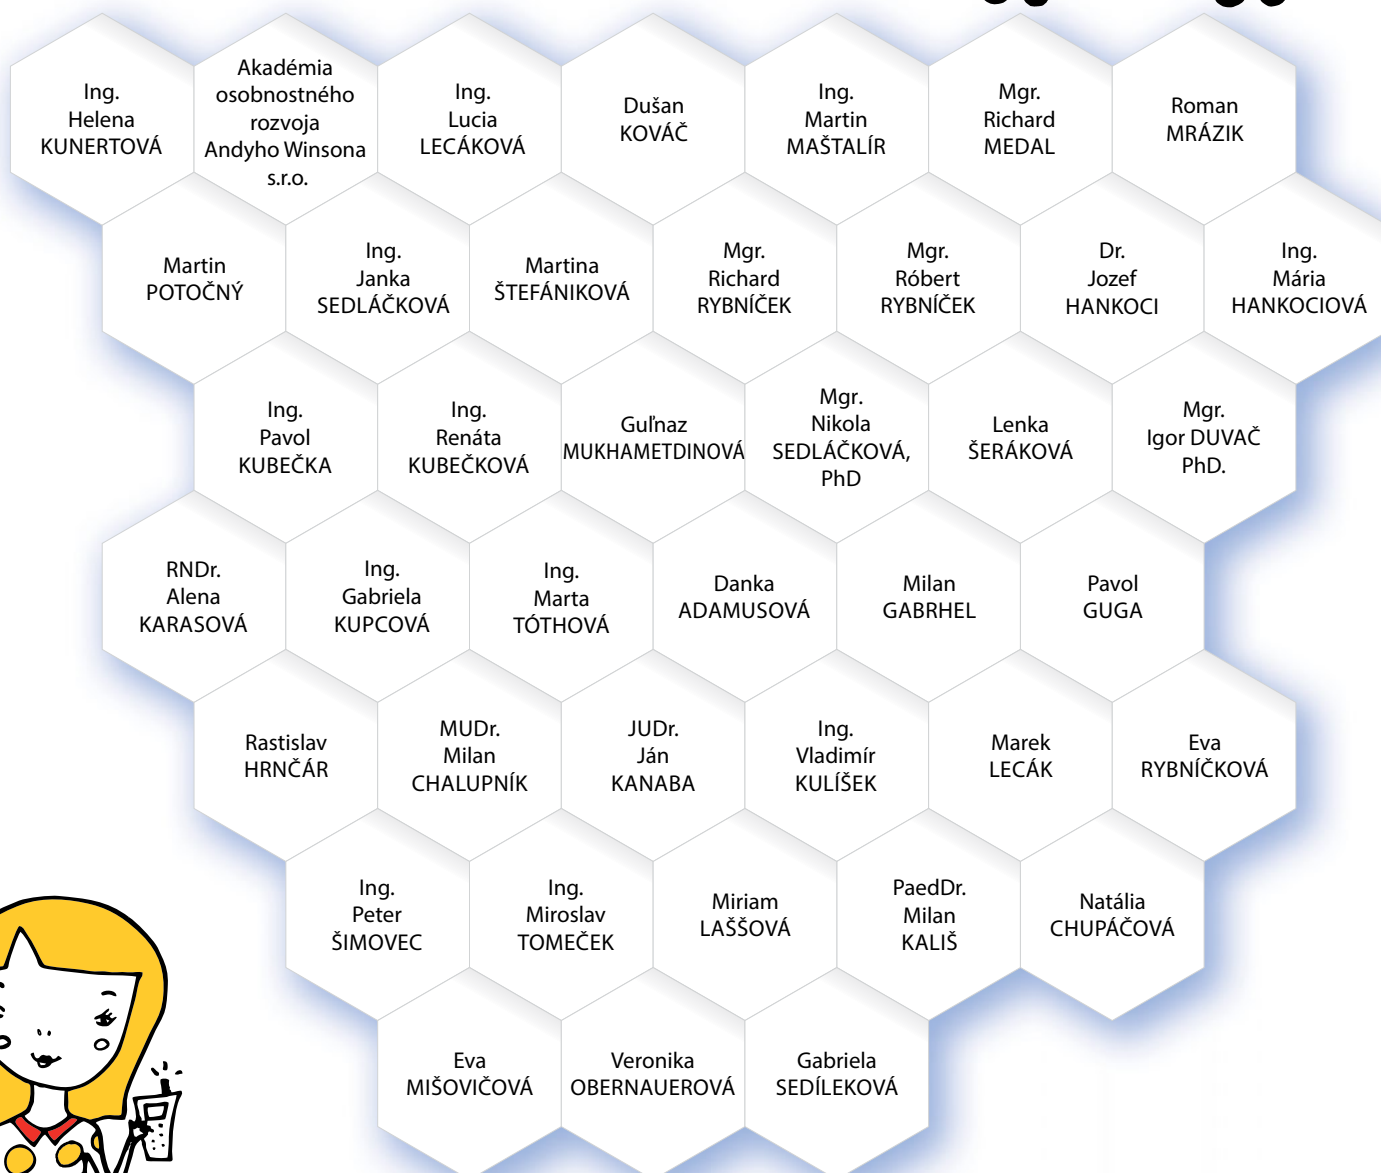 Ing.
Helena
KUNERTOVÁ
Akadémia
osobnostného
rozvoja
Andyho Winsona
s.r.o.
Ing.
Lucia
LECÁKOVÁ
Dušan
KOVÁČ
Ing.
Martin
MAŠTALÍR
Mgr.
Richard
MEDAL
Roman
MRÁZIK
Martin
POTOČNÝ
Ing.
Janka
SEDLÁČKOVÁ
Martina
ŠTEFÁNIKOVÁ
Mgr.
Richard
RYBNÍČEK
Mgr.
Róbert
RYBNÍČEK
Dr.
Jozef
HANKOCI
Ing.
Mária
HANKOCIOVÁ
Ing.
Pavol
KUBEČKA
Ing.
Renáta
KUBEČKOVÁ
Guľnaz
MUKHAMETDINOVÁ
Mgr.
Nikola
SEDLÁČKOVÁ,
PhD
Lenka
ŠERÁKOVÁ
Mgr.
Igor DUVAČ
PhD.
RNDr.
Alena
KARASOVÁ
Ing.
Gabriela
KUPCOVÁ
Ing.
Marta
TÓTHOVÁ
Danka
ADAMUSOVÁ
Milan
GABRHEL
Pavol
GUGA
Rastislav
HRNČÁR
MUDr.
Milan
CHALUPNÍK
JUDr.
Ján
KANABA
Ing.
Vladimír
KULÍŠEK
Marek
LECÁK
Eva
RYBNÍČKOVÁ
Ing.
Peter
ŠIMOVEC
Ing.
Miroslav
TOMEČEK
Miriam
LAŠŠOVÁ
PaedDr.
Milan
KALIŠ
Natália
CHUPÁČOVÁ
Eva
MIŠOVIČOVÁ
Veronika
OBERNAUEROVÁ
Gabriela
SEDÍLEKOVÁ